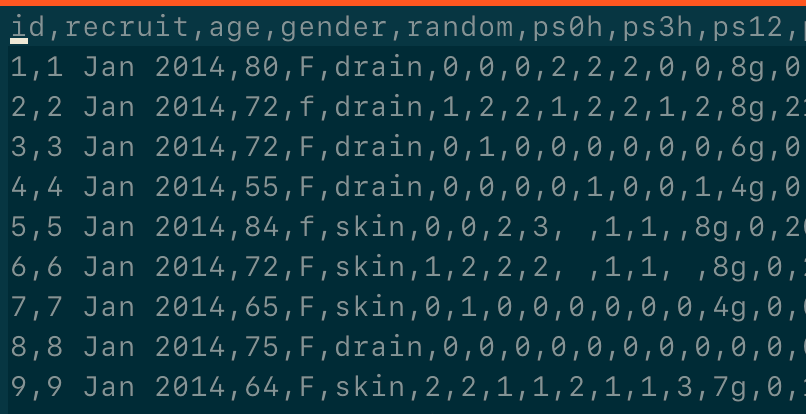 id,recruit,age,gender,random,ps0h,ps3h,ps12,
1,1 Jan 2014,80,F,drain,0,0,0,2,2,2,0,0,8g,0
2,2 Jan 2014,72,f,drain,1,2,2,1,2,2,1,2,8g,2
3,3 Jan 2014,72,F,drain,0,1,0,0,0,0,0,0,6g,0
4,4 Jan 2014,55,F,drain,0,0,0,0,1,0,0,1,4g,0
5,5 Jan 2014,84,f,skin,0,0,2,3, ,1,1,,8g,0,2
6,6 Jan 2014,72,F,skin,1,2,2,2, ,1,1, ,8g,0,
7,7 Jan 2014,65,F,skin,0,1,0,0,0,0,0,0,4g,0,
8,8 Jan 2014,75,F,drain,0,0,0,0,0,0,0,0,0,
9,9 Jan 2014,64,F,skin,2,2,1,1,2,1,1,3,7g,0,